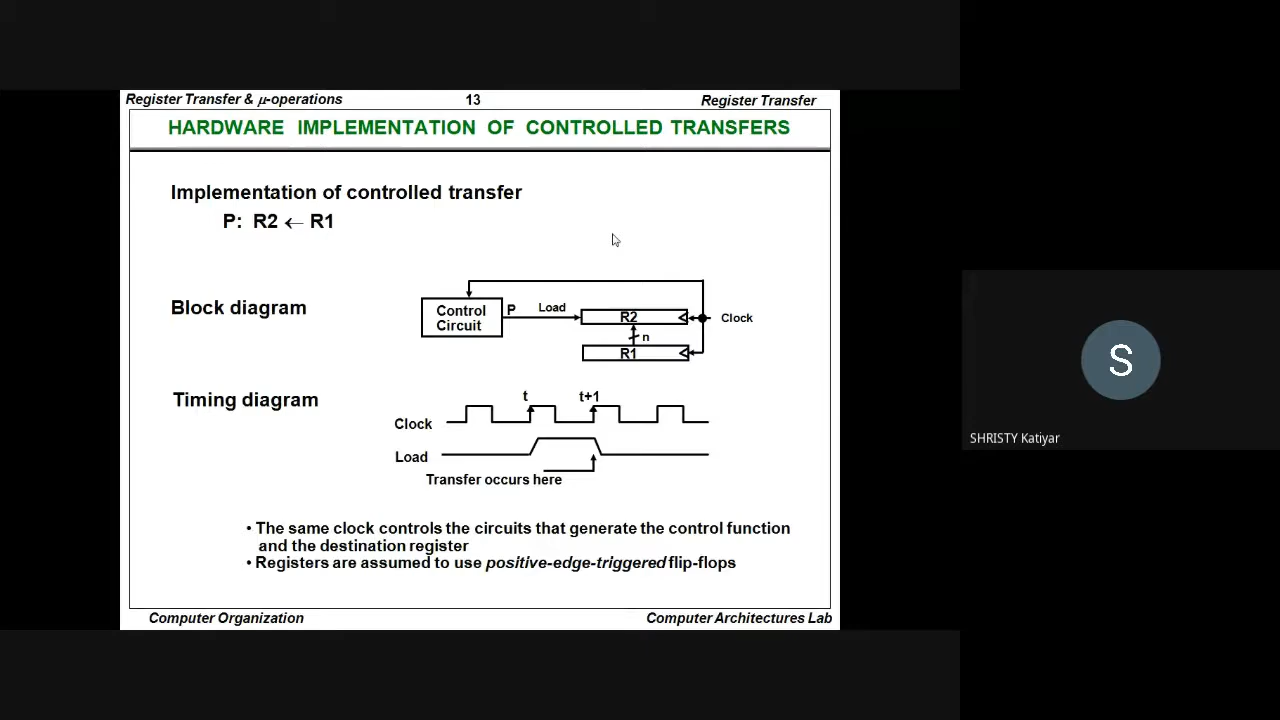 Register Transfer & μ-operations 13 Register Transfer
HARDWARE IMPLEMENTATION OF CONTROLLED TRANSFERS
Implementation of controlled transfer
P: R2 ← R1
Block diagram
Control
Circuit
P
Load
R2
Clock
n
R1
Timing diagram
t
t+1
Clock
Load
Transfer occurs here
• The same clock controls the circuits that generate the control function
and the destination register
• Registers are assumed to use positive-edge-triggered flip-flops
Computer Organization Computer Architectures Lab
S
SHRISTY Katiyar